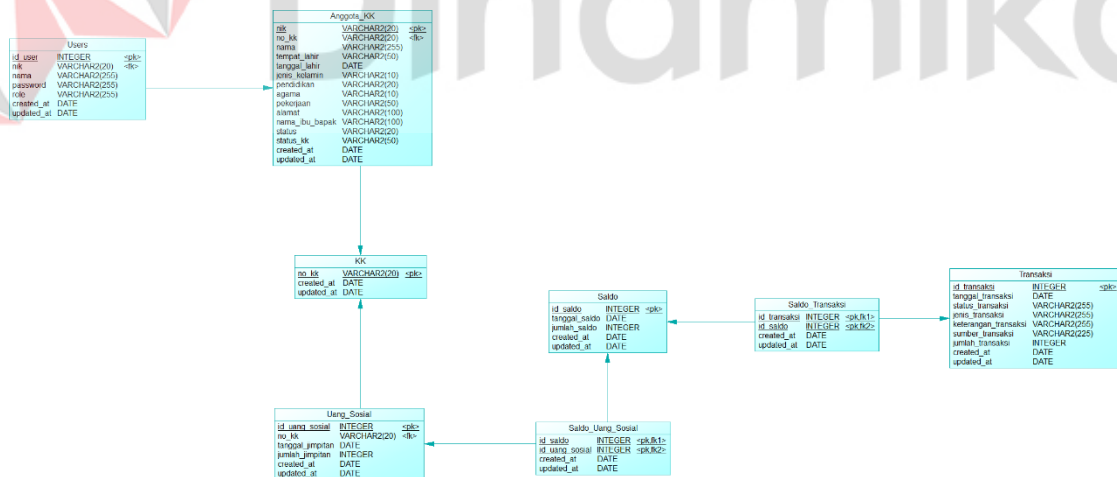 Dinamika
Anggota_KK
nik VARCHAR2(20) <pk>
no_kk VARCHAR2(20) <fk>
nama VARCHAR2(255)
tempat_lahir VARCHAR2(50)
tanggal_lahir DATE
jenis_kelamin VARCHAR2(10)
pendidikan VARCHAR2(20)
agama VARCHAR2(10)
pekerjaan VARCHAR2(50)
alamat VARCHAR2(100)
nama_ibu_bapak VARCHAR2(100)
status VARCHAR2(20)
status_kk VARCHAR2(50)
created_at DATE
updated_at DATE
Users
id_user INTEGER <pk>
nik VARCHAR2(20) <fk>
nama VARCHAR2(255)
password VARCHAR2(255)
role VARCHAR2(255)
created_at DATE
updated_at DATE
KK
no_kk VARCHAR2(20) <pk>
created_at DATE
updated_at DATE
Saldo
id_saldo INTEGER <pk>
tanggal_saldo DATE
jumlah_saldo INTEGER
created_at DATE
updated_at DATE
Saldo_Transaksi
id_transaksi INTEGER <pk,fk1>
id_saldo INTEGER <pk,fk2>
created_at DATE
updated_at DATE
Transaksi
id_transaksi INTEGER <pk>
tanggal_transaksi DATE
status_transaksi VARCHAR2(255)
jenis_transaksi VARCHAR2(255)
keterangan_transaksi VARCHAR2(255)
sumber_transaksi VARCHAR2(225)
jumlah_transaksi INTEGER
created_at DATE
updated_at DATE
Uang_Sosial
id_uang_sosial INTEGER <pk>
no_kk VARCHAR2(20) <fk>
tanggal_jimpitan DATE
jumlah_jimpitan INTEGER
created_at DATE
updated_at DATE
Saldo_Uang_Sosial
id_saldo INTEGER <pk,fk1>
id_uang_sosial INTEGER <pk,fk2>
created_at DATE
updated_at DATE